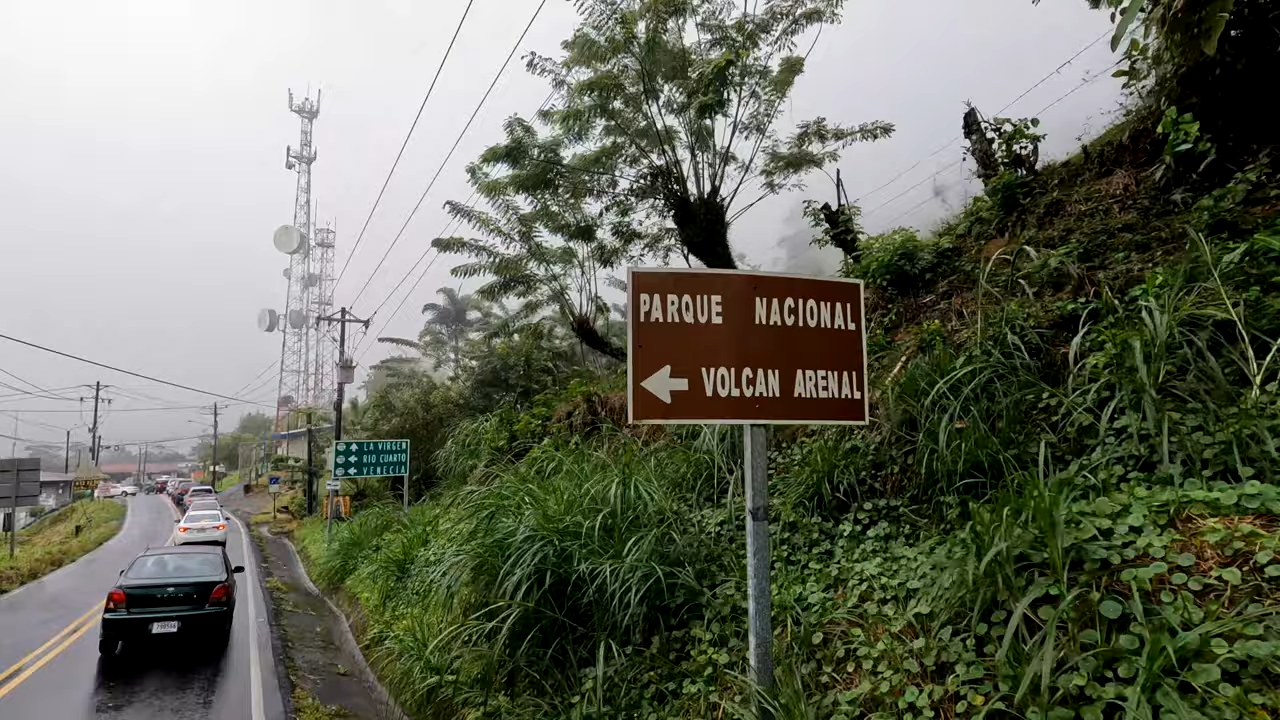 PARQUE NACIONAL
VOLCAN ARENAL
LA VIRGEN
RIO CUARTO
VENECIA